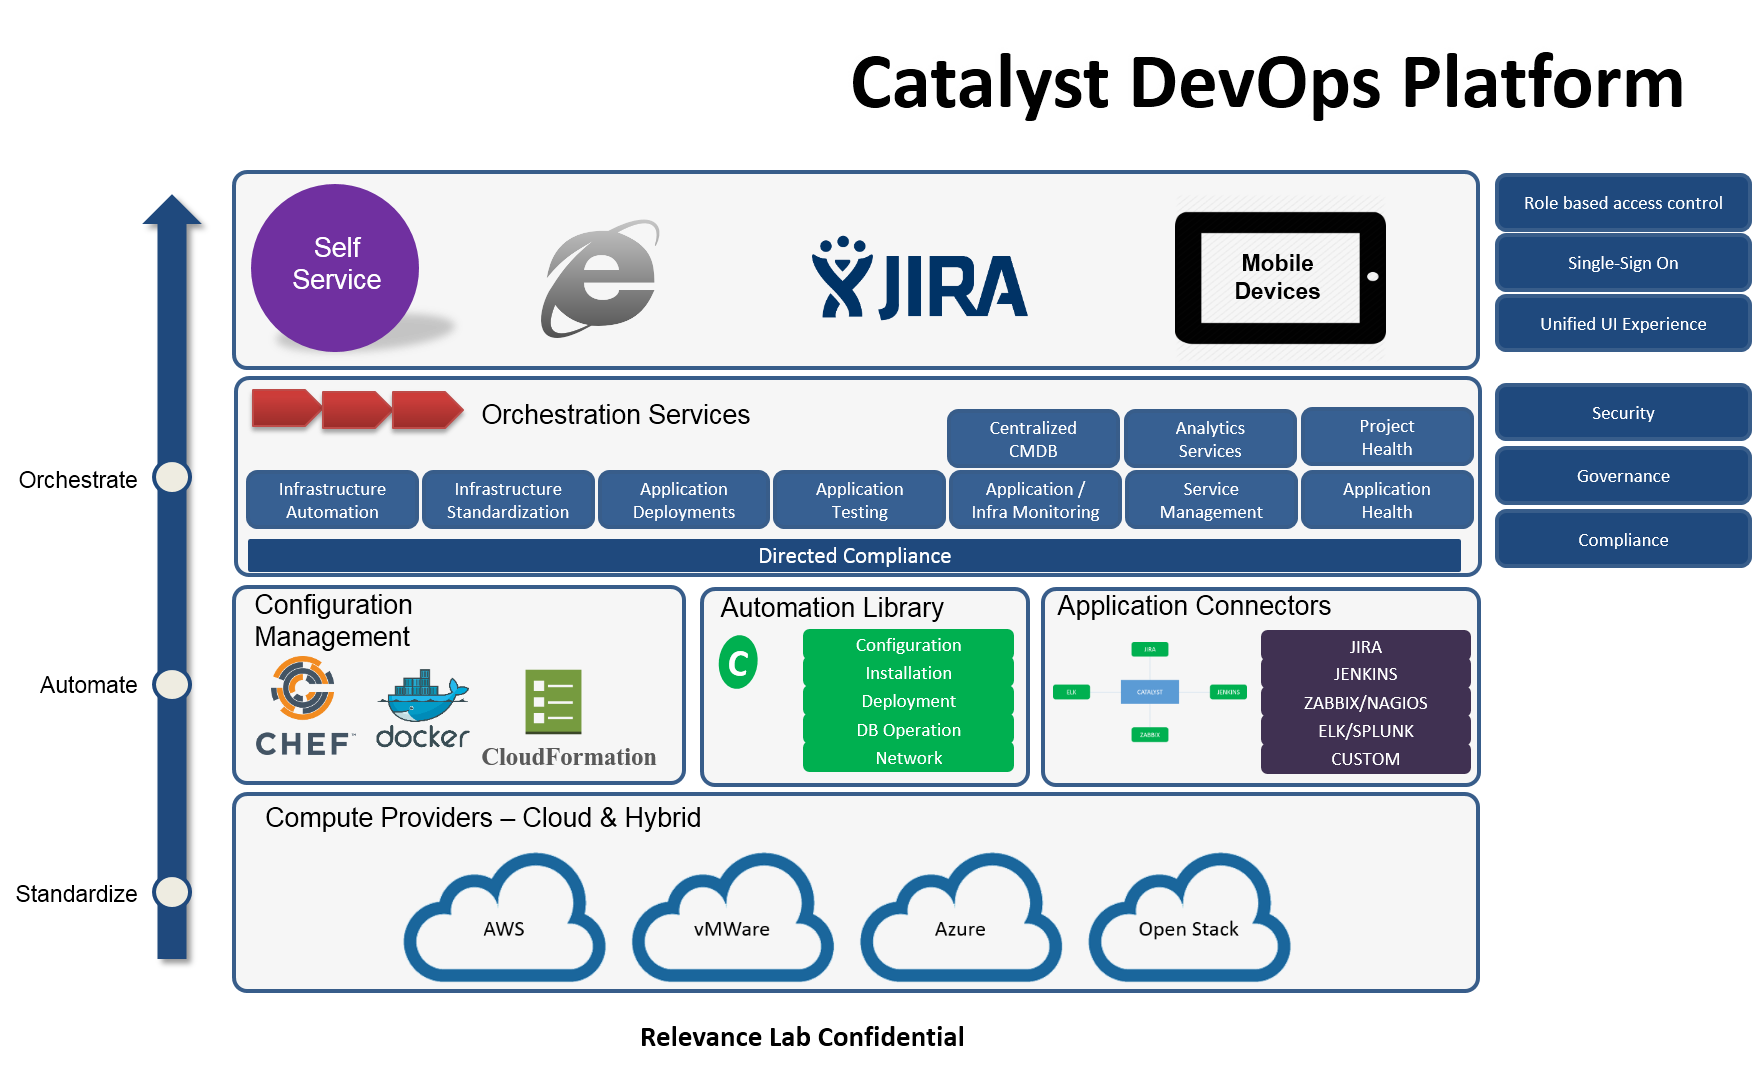 Catalyst DevOps Platform
Self
Service
JIRA
Mobile
Devices
Role based access control
Single-Sign On
Unified UI Experience
Orchestration Services
Centralized
CMDB
Analytics
Services
Project
Health
Infrastructure
Automation
Infrastructure
Standardization
Application
Deployments
Application
Testing
Application /
Infra Monitoring
Service
Management
Application
Health
Directed Compliance
Security
Governance
Compliance
Orchestrate
Automate
Standardize
Configuration
Management
CHEF™
docker
CloudFormation
Automation Library
C
Configuration
Installation
Deployment
DB Operation
Network
Application Connectors
JIRA
ELK
CATALYST
JENKINS
ZABBIX
JIRA
JENKINS
ZABBIX/NAGIOS
ELK/SPLUNK
CUSTOM
Compute Providers – Cloud & Hybrid
AWS
vMWare
Azure
Open Stack
Relevance Lab Confidential